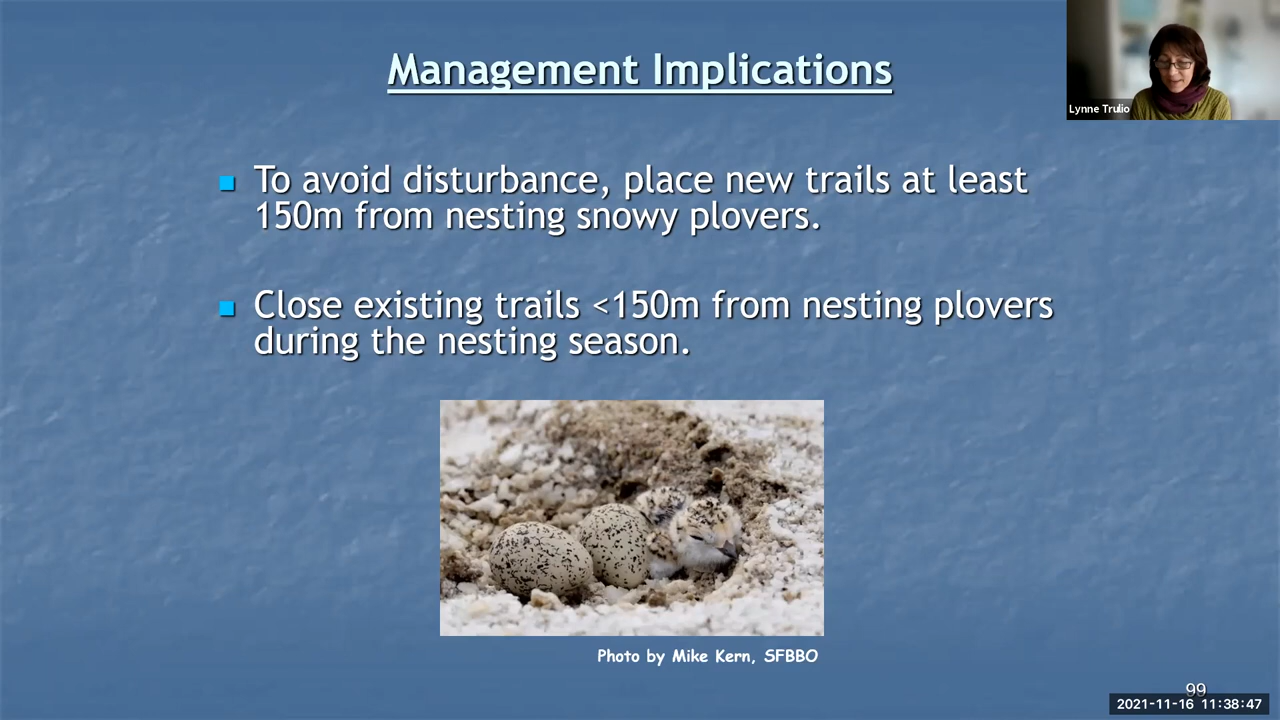 Management Implications
Lynne Trulio
To avoid disturbance, place new trails at least
150m from nesting snowy plovers.
Close existing trails <150m from nesting plovers
during the nesting season.
Photo by Mike Kern, SFBBO
99
2021-11-16 11:38:47